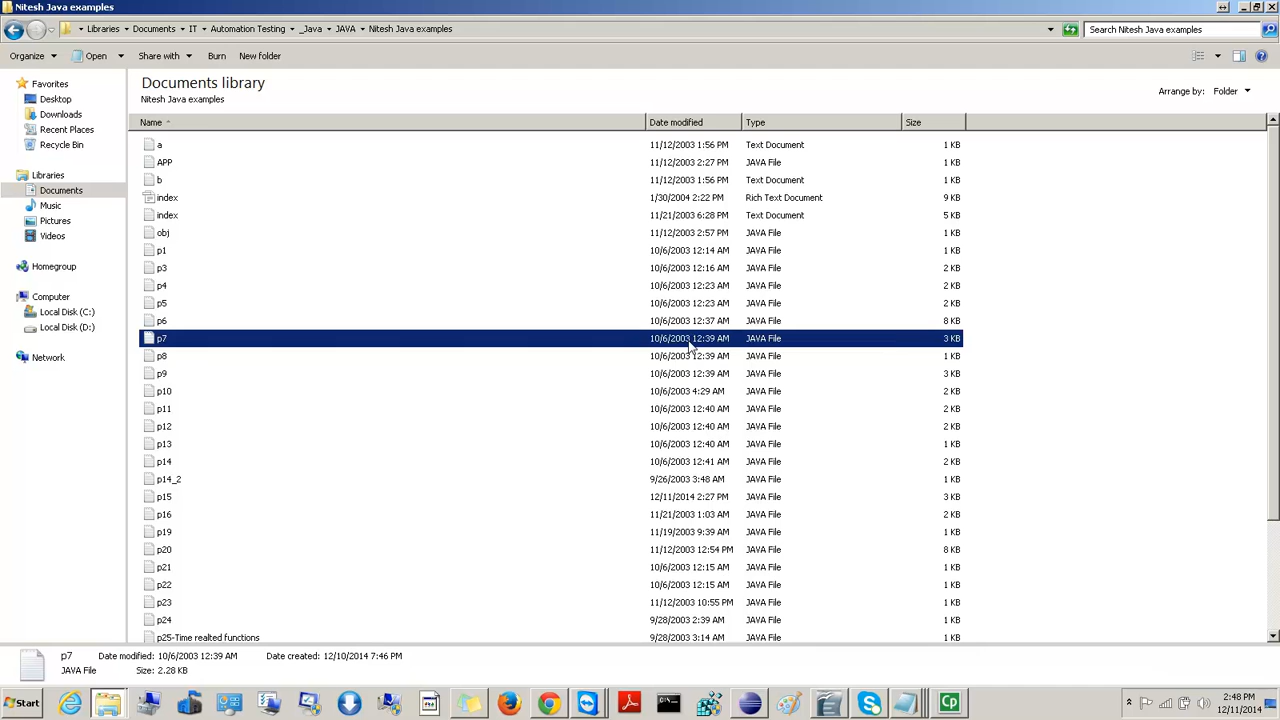 Nitesh Java examples
Libraries Documents IT Automation Testing _Java JAVA Nitesh Java examples
Search Nitesh Java examples
Organize Open Share with Burn New folder
Favorites
Desktop
Downloads
Recent Places
Recycle Bin
Libraries
Documents
Music
Pictures
Videos
Homegroup
Computer
Local Disk (C:)
Local Disk (D:)
Network
Documents library
Nitesh Java examples
Arrange by: Folder
Name Date modified Type Size
a 11/12/2003 1:56 PM Text Document 1 KB
APP 11/12/2003 2:27 PM JAVA File 1 KB
b 11/12/2003 1:56 PM Text Document 1 KB
index 1/30/2004 2:22 PM Rich Text Document 9 KB
index 11/21/2003 6:28 PM Text Document 5 KB
obj 11/12/2003 2:57 PM JAVA File 1 KB
p1 10/6/2003 12:14 AM JAVA File 1 KB
p3 10/6/2003 12:16 AM JAVA File 2 KB
p4 10/6/2003 12:23 AM JAVA File 2 KB
p5 10/6/2003 12:23 AM JAVA File 2 KB
p6 10/6/2003 12:37 AM JAVA File 8 KB
p7 10/6/2003 12:39 AM JAVA File 3 KB
p8 10/6/2003 12:39 AM JAVA File 1 KB
p9 10/6/2003 12:39 AM JAVA File 3 KB
p10 10/6/2003 4:29 AM JAVA File 2 KB
p11 10/6/2003 12:40 AM JAVA File 2 KB
p12 10/6/2003 12:40 AM JAVA File 2 KB
p13 10/6/2003 12:40 AM JAVA File 1 KB
p14 10/6/2003 12:41 AM JAVA File 2 KB
p14_2 9/26/2003 3:48 AM JAVA File 1 KB
p15 12/11/2014 2:27 PM JAVA File 3 KB
p16 11/21/2003 1:03 AM JAVA File 2 KB
p19 11/19/2003 9:39 AM JAVA File 1 KB
p20 11/12/2003 12:54 PM JAVA File 8 KB
p21 10/6/2003 12:15 AM JAVA File 1 KB
p22 10/6/2003 12:15 AM JAVA File 1 KB
p23 11/12/2003 10:55 PM JAVA File 1 KB
p24 9/28/2003 2:39 AM JAVA File 1 KB
p25-Time realted functions 9/28/2003 3:14 AM JAVA File 1 KB
p7 Date modified: 10/6/2003 12:39 AM Date created: 12/10/2014 7:46 PM
JAVA File Size: 2.28 KB
Start
2:48 PM
12/11/2014